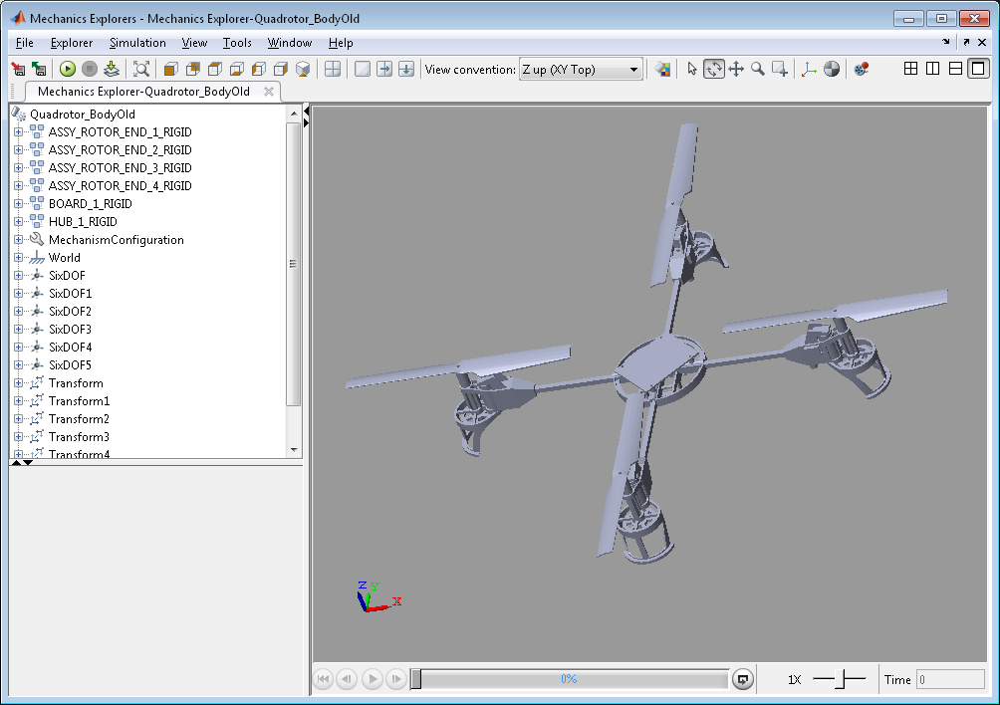 Mechanics Explorers - Mechanics Explorer-Quadrotor_BodyOld
File Explorer Simulation View Tools Window Help
View convention: Z up (XY Top)
Mechanics Explorer-Quadrotor_BodyOld
Quadrotor_BodyOld
ASSY_ROTOR_END_1_RIGID
ASSY_ROTOR_END_2_RIGID
ASSY_ROTOR_END_3_RIGID
ASSY_ROTOR_END_4_RIGID
BOARD_1_RIGID
HUB_1_RIGID
MechanismConfiguration
World
SixDOF
SixDOF1
SixDOF2
SixDOF3
SixDOF4
SixDOF5
Transform
Transform1
Transform2
Transform3
Transform4
Z Y
X
0% 1X Time 0